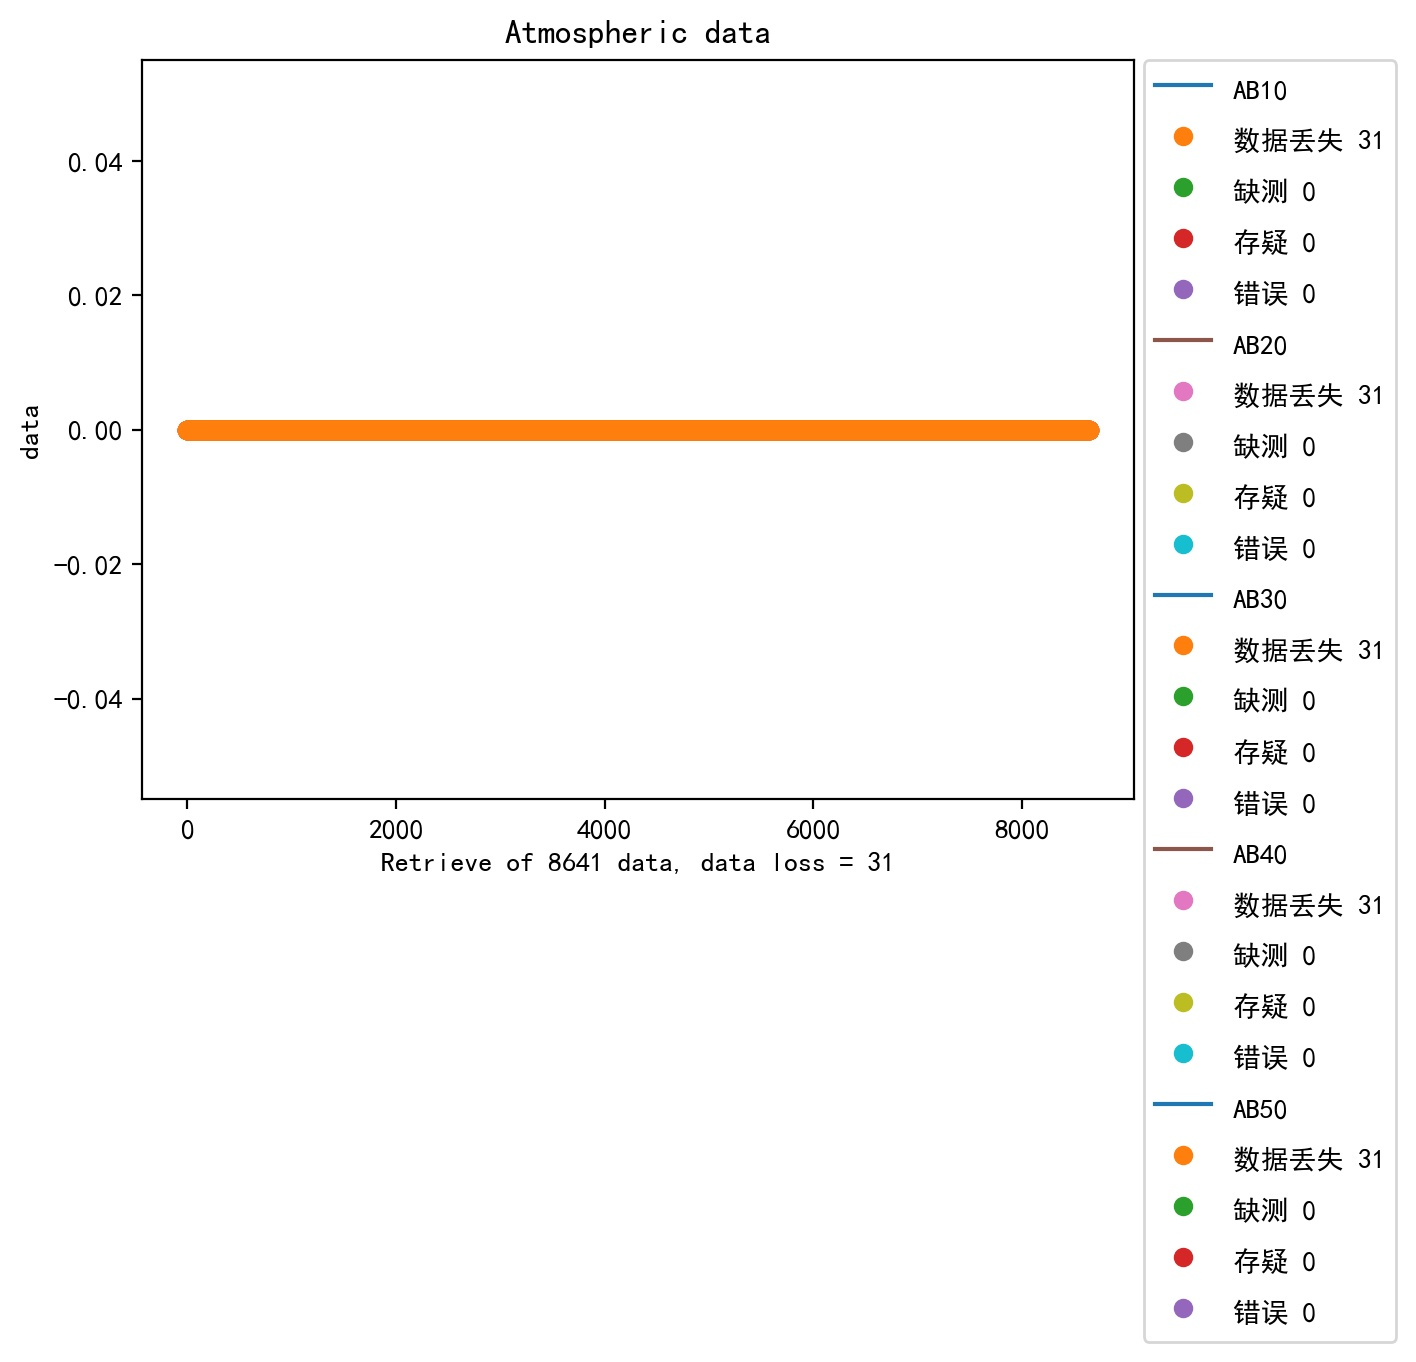 Atmospheric data
0.04
0.02
0.00
-0.02
-0.04
data
0
2000
4000
6000
8000
Retrieve of 8641 data, data loss = 31
AB10
数据丢失 31
缺测 0
存疑 0
错误 0
AB20
数据丢失 31
缺测 0
存疑 0
错误 0
AB30
数据丢失 31
缺测 0
存疑 0
错误 0
AB40
数据丢失 31
缺测 0
存疑 0
错误 0
AB50
数据丢失 31
缺测 0
存疑 0
错误 0